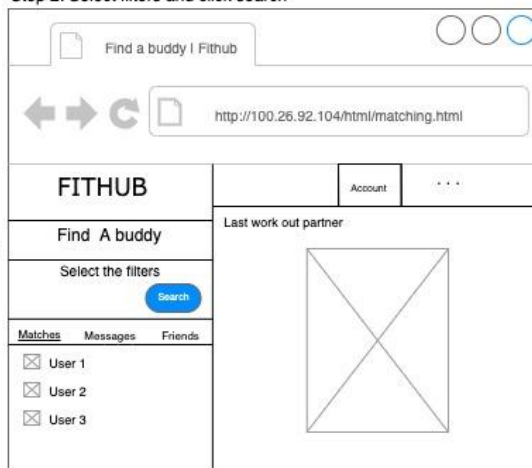 Step 2: Select filters and click search
Find a buddy | Fithub
http://100.26.92.104/html/matching.html
FITHUB
Account
. . .
Find A buddy
Last work out partner
Select the filters
Search
Matches Messages Friends
User 1
User 2
User 3